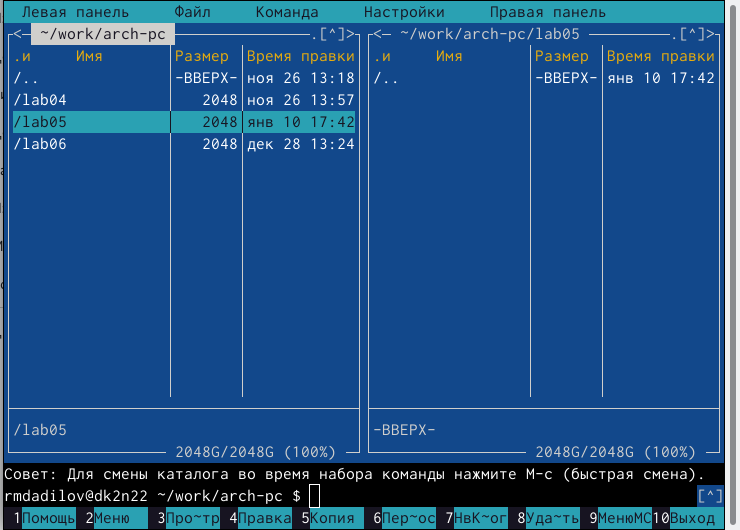 Левая панель Файл Команда Настройки Правая панель
<— ~/work/arch-pc .[^]> <— ~/work/arch-pc/lab05 .[^]>
.и Имя Размер Время правки .и Имя Размер Время правки
/.. -ВВЕРХ- ноя 26 13:18 /.. -ВВЕРХ- янв 10 17:42
/lab04 2048 ноя 26 13:57
/lab05 2048 янв 10 17:42
/lab06 2048 дек 28 13:24
/lab05 -ВВЕРХ-
2048G/2048G (100%) 2048G/2048G (100%)
Совет: Для смены каталога во время набора команды нажмите M-c (быстрая смена).
rmdadilov@dk2n22 ~/work/arch-pc $ [^]
1Помощь 2Меню 3Про~тр 4Правка 5Копия 6Пер~ос 7НвК~ог 8Уда~ть 9МенюМС 10Выход